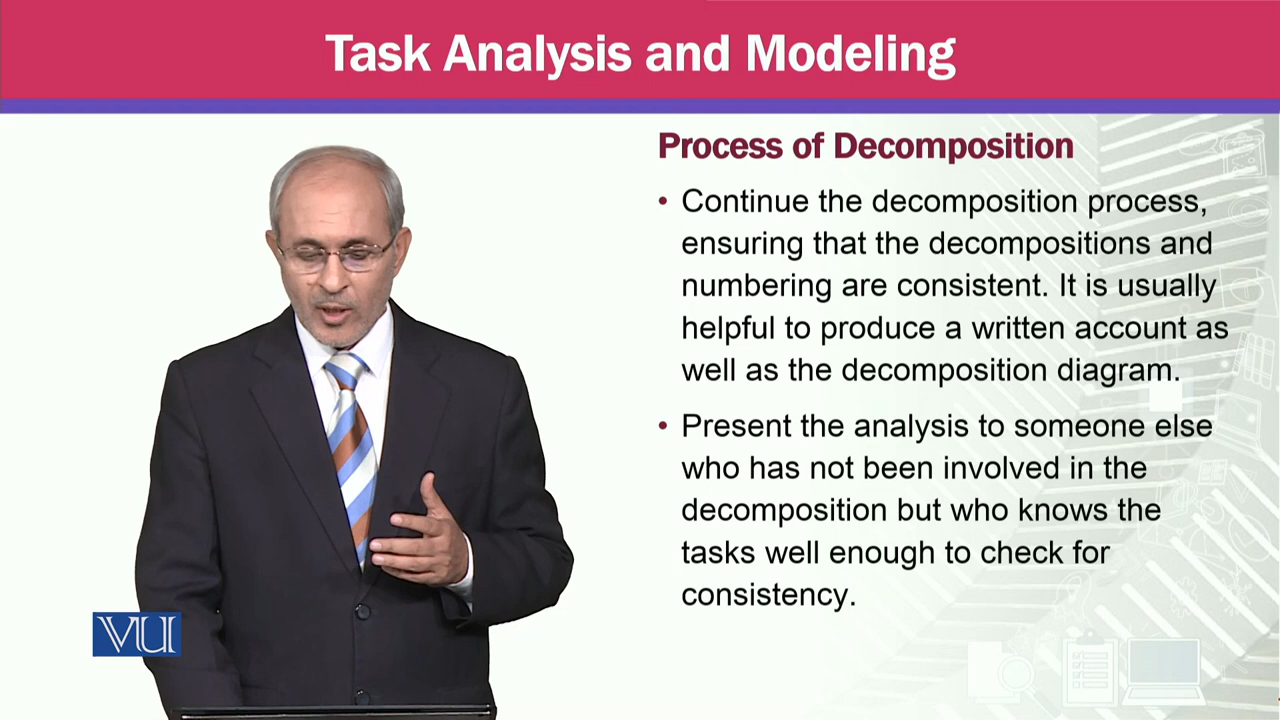 Task Analysis and Modeling
Process of Decomposition
• Continue the decomposition process,
ensuring that the decompositions and
numbering are consistent. It is usually
helpful to produce a written account as
well as the decomposition diagram.
• Present the analysis to someone else
who has not been involved in the
decomposition but who knows the
tasks well enough to check for
consistency.
VU